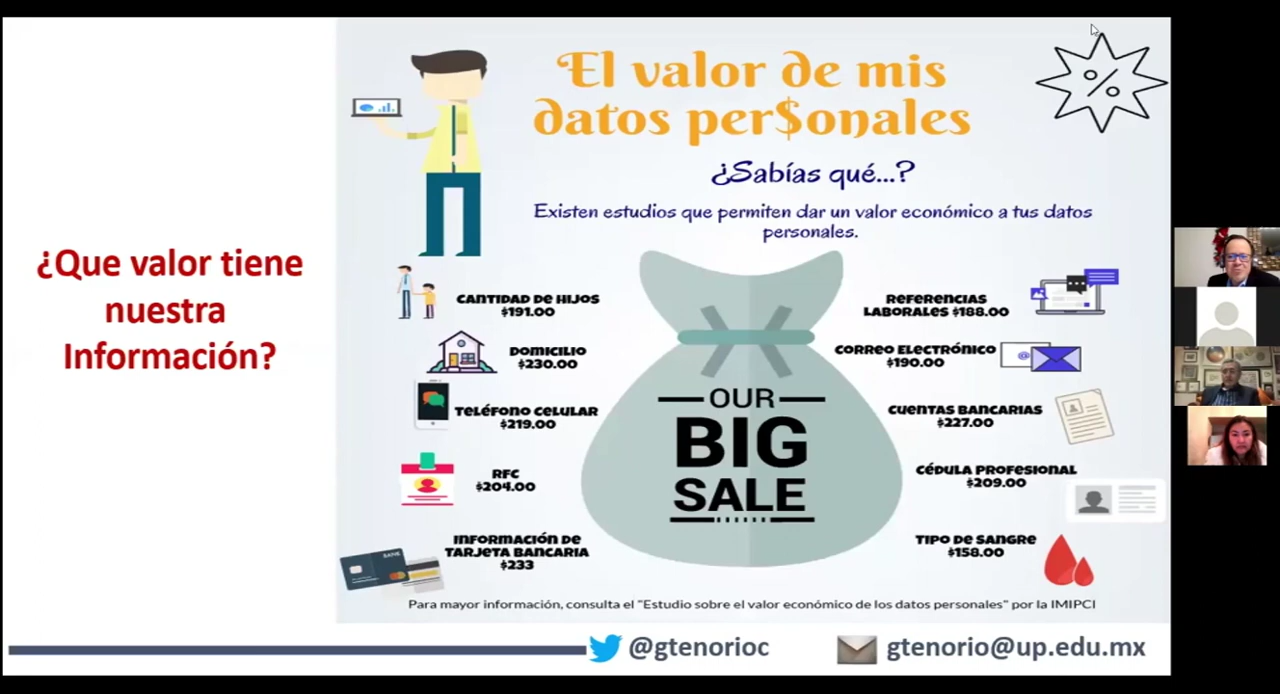 ¿Que valor tiene
nuestra
Información?
El valor de mis
datos per$onales
%
¿Sabías qué...?
Existen estudios que permiten dar un valor económico a tus datos
personales.
CANTIDAD DE HIJOS
$191.00
DOMICILIO
$230.00
TELÉFONO CELULAR
$219.00
RFC
$204.00
INFORMACIÓN DE
TARJETA BANCARIA
$233
OUR
BIG
SALE
REFERENCIAS
LABORALES $188.00
CORREO ELECTRÓNICO
$190.00
@
CUENTAS BANCARIAS
$227.00
CÉDULA PROFESIONAL
$209.00
TIPO DE SANGRE
$158.00
BANK
Para mayor información, consulta el "Estudio sobre el valor económico de los datos personales" por la IMIPCI
@gtenorioc
gtenorio@up.edu.mx